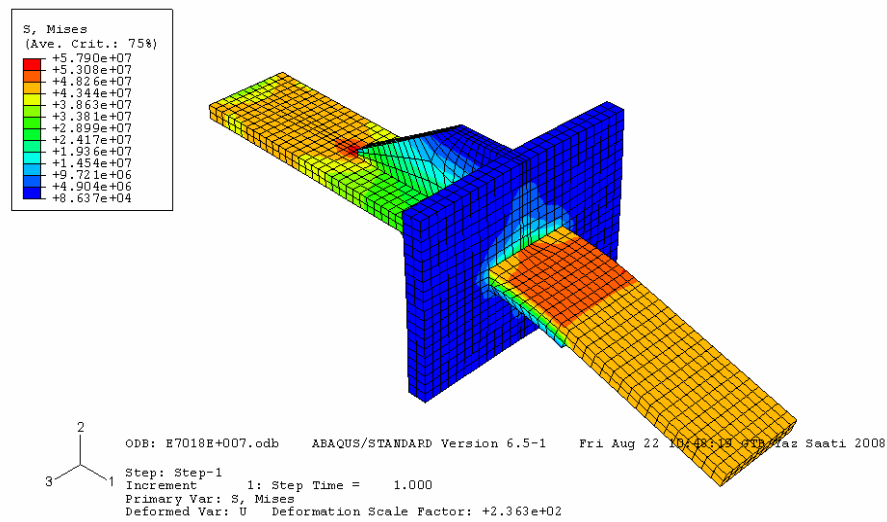 S, Mises
(Ave. Crit.: 75%)
+5.790e+07
+5.308e+07
+4.826e+07
+4.344e+07
+3.863e+07
+3.381e+07
+2.899e+07
+2.417e+07
+1.936e+07
+1.454e+07
+9.721e+06
+4.904e+06
+8.637e+04
2
3
1
ODB: E7018E+007.odb ABAQUS/STANDARD Version 6.5-1 Fri Aug 22 Yaz Saati 2008
Step: Step-1
Increment 1: Step Time = 1.000
Primary Var: S, Mises
Deformed Var: U Deformation Scale Factor: +2.363e+02